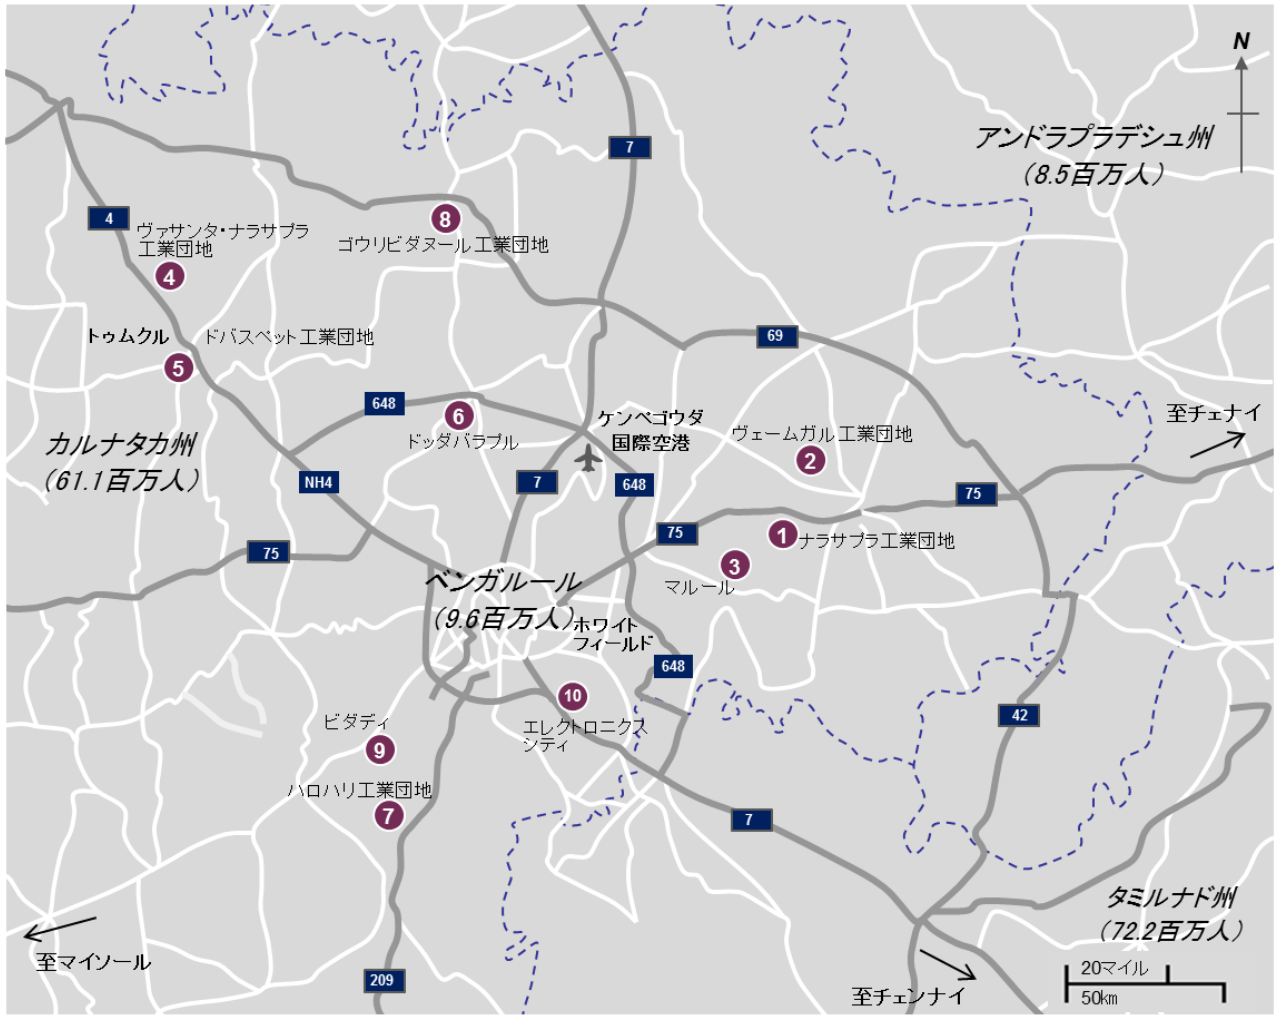 N
アンドラプラデシュ州
（8.5百万人）
7
4
ヴァサンタ・ナラサプラ
工業団地
4
8
ゴウリビダヌール工業団地
トゥムクル
ドバスペット工業団地
5
69
648
6
ドッダバラプル
ケンペゴウダ
国際空港
ヴェームガル工業団地
2
至チェナイ
カルナタカ州
（61.1百万人）
NH4
7
648
75
75
1
ナラサプラ工業団地
75
3
マルール
ベンガルール
（9.6百万人）
ホワイト
フィールド
648
10
エレクトロニクス
シティ
42
ビダディ
9
ハロハリ工業団地
7
7
タミルナド州
（72.2百万人）
至マイソール
209
至チェンナイ
20マイル
50km